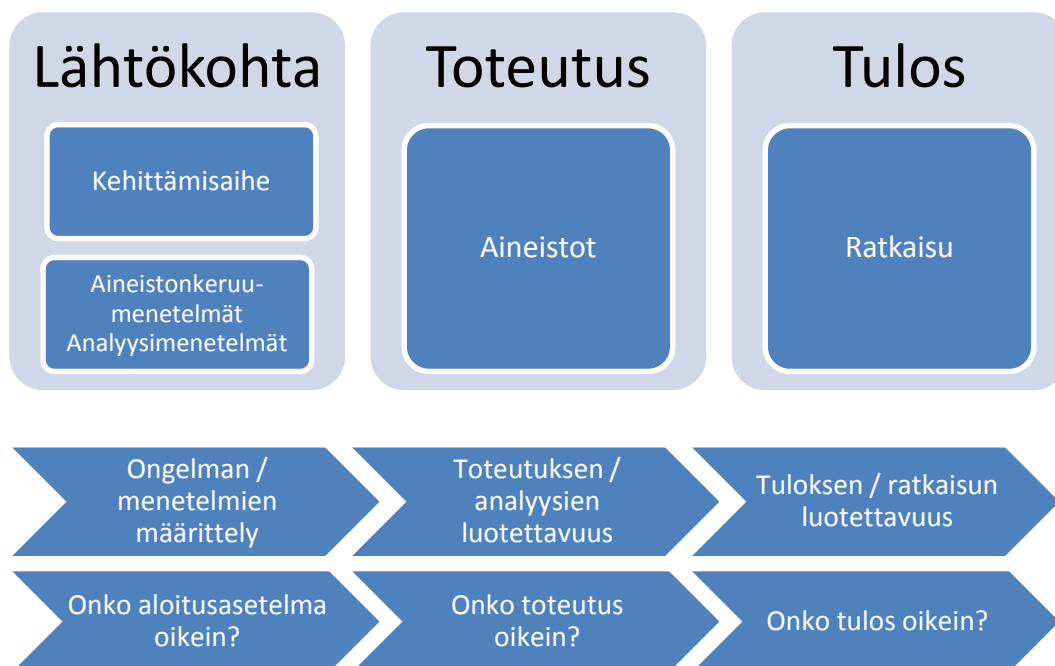 Lähtökohta
Kehittämisaihe
Aineistonkeruu-
menetelmät
Analyysimenetelmät
Toteutus
Aineistot
Tulos
Ratkaisu
Ongelman /
menetelmien
määrittely
Toteutuksen /
analyysien
luotettavuus
Tuloksen / ratkaisun
luotettavuus
Onko aloitusasetelma
oikein?
Onko toteutus
oikein?
Onko tulos oikein?